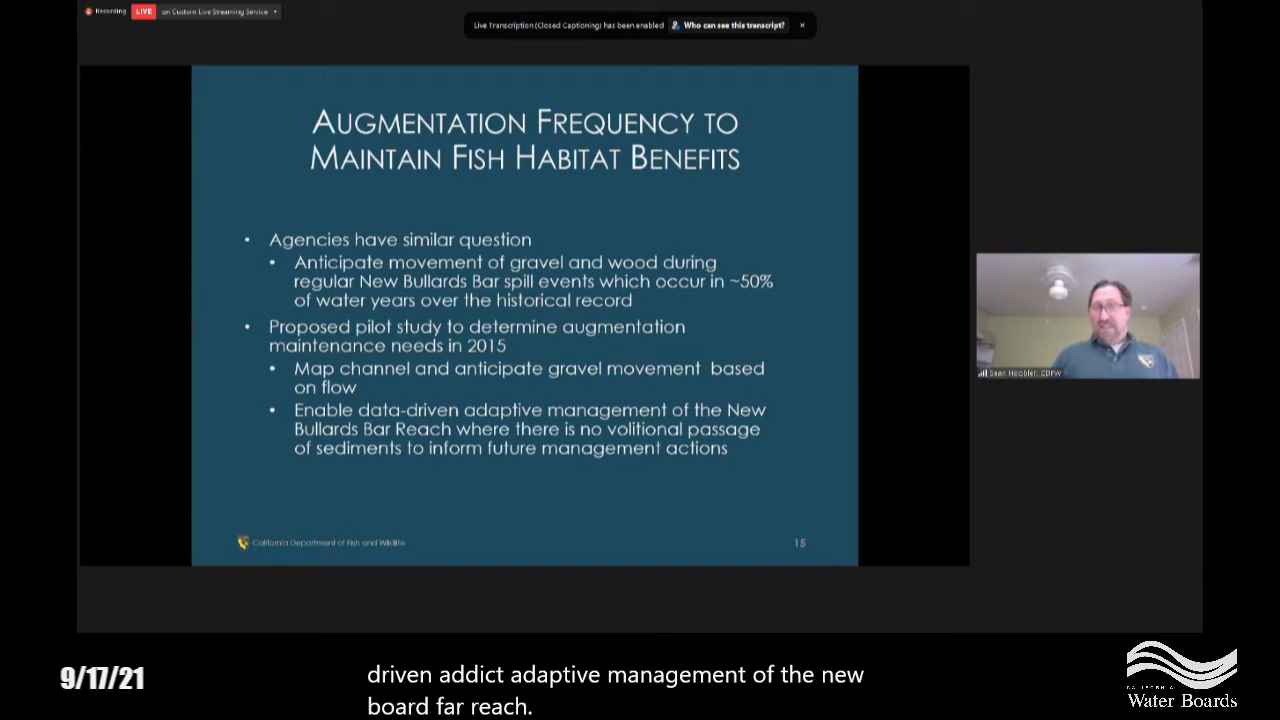 Recording LIVE on Custom Live Streaming Service
Live Transcription (Closed Captioning) has been enabled Who can see this transcript? ×
AUGMENTATION FREQUENCY TO
MAINTAIN FISH HABITAT BENEFITS
• Agencies have similar question
• Anticipate movement of gravel and wood during
regular New Bullards Bar spill events which occur in ~50%
of water years over the historical record
• Proposed pilot study to determine augmentation
maintenance needs in 2015
• Map channel and anticipate gravel movement based
on flow
• Enable data-driven adaptive management of the New
Bullards Bar Reach where there is no volitional passage
of sediments to inform future management actions
California Department of Fish and Wildlife
15
Sean Hoobler, CDFW
9/17/21
driven addict adaptive management of the new
board far reach.
CALIFORNIA
Water Boards